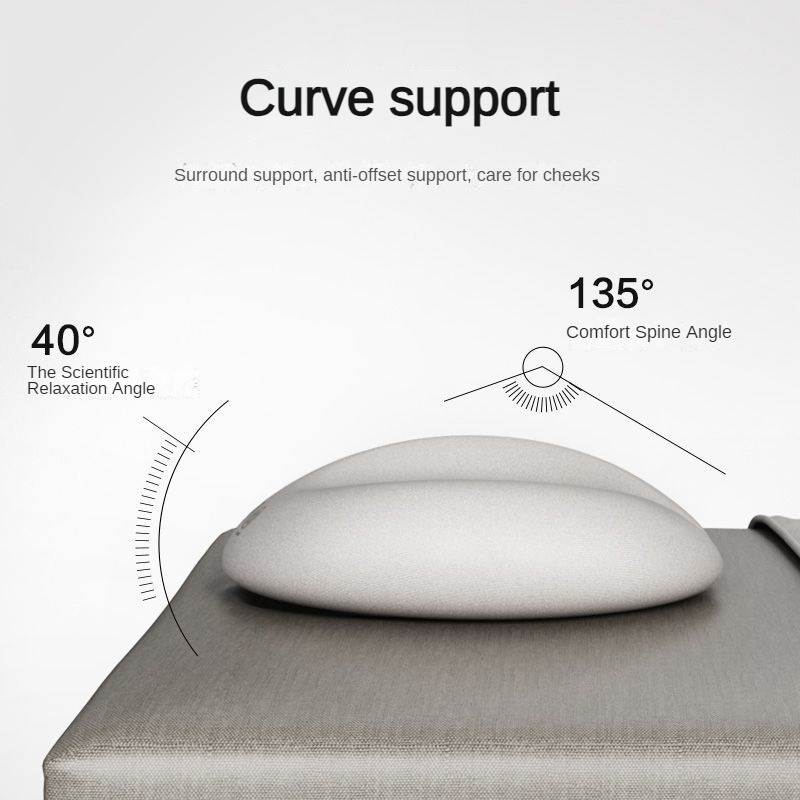 Curve support
Surround support, anti-offset support, care for cheeks
135°
Comfort Spine Angle
40°
The Scientific
Relaxation Angle